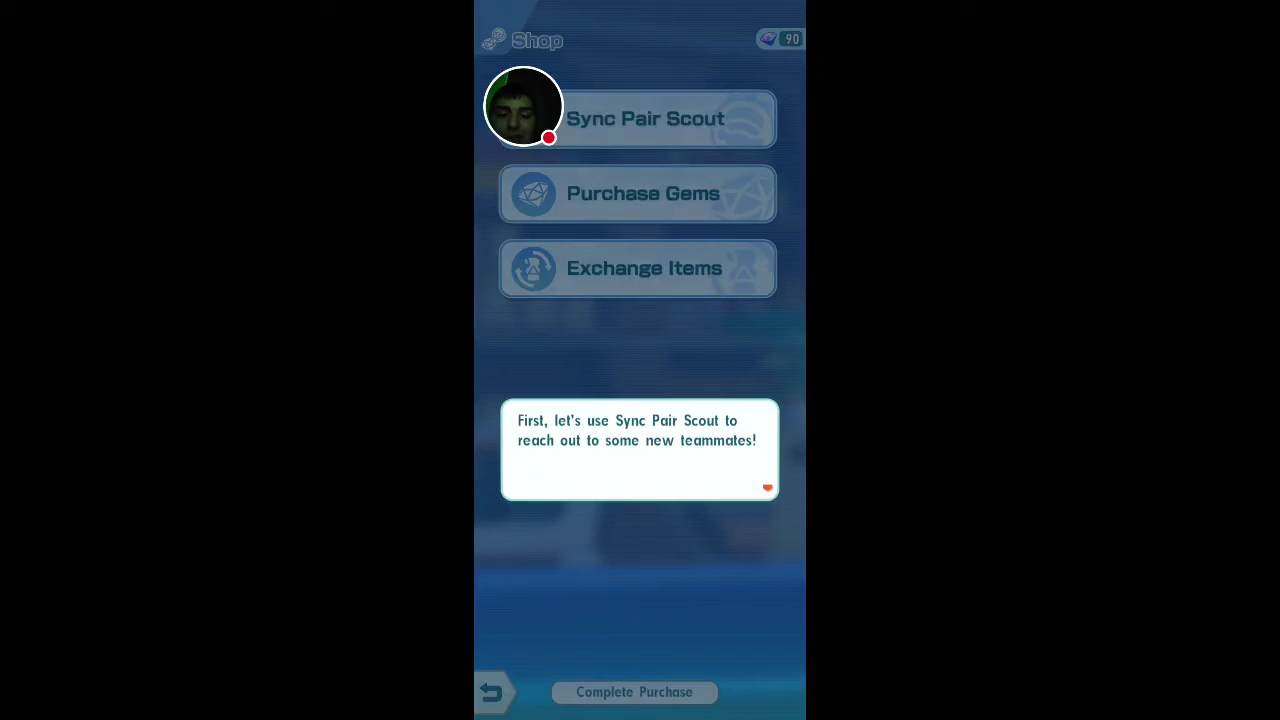 Shop
90
Sync Pair Scout
Purchase Gems
Exchange Items
First, let's use Sync Pair Scout to
reach out to some new teammates!
Complete Purchase